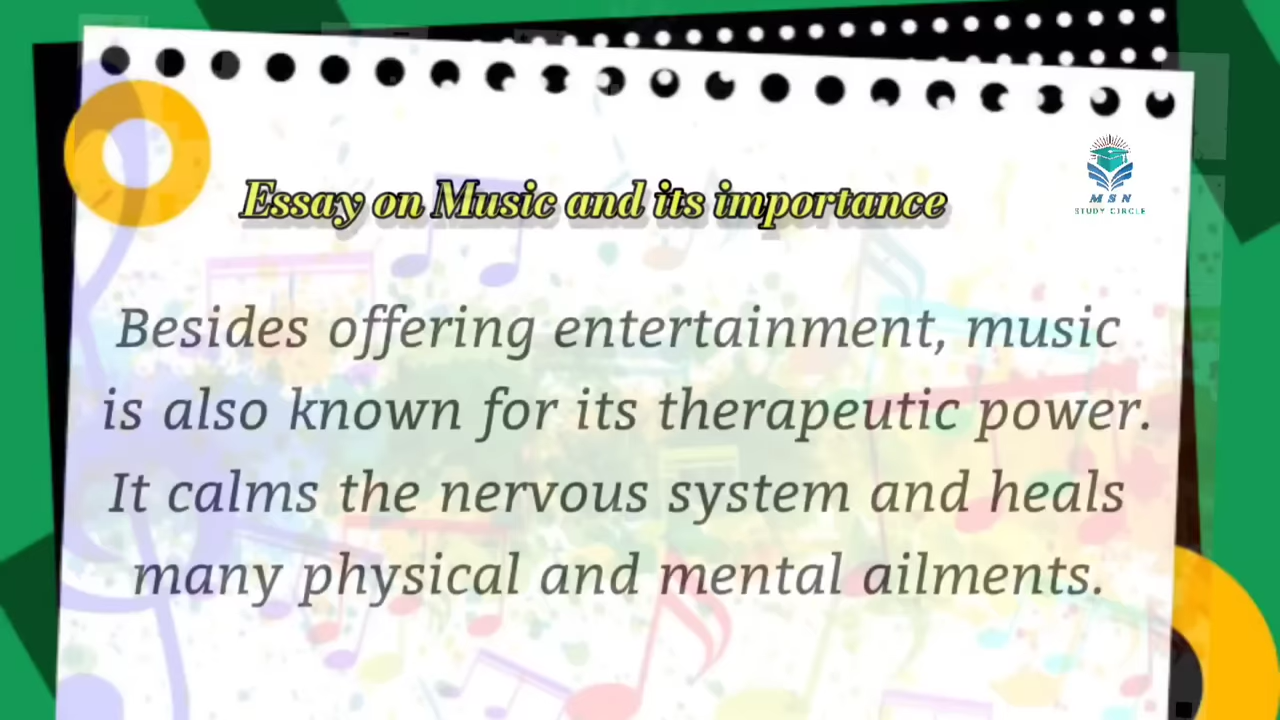 MSN
STUDY CIRCLE
Essay on Music and its importance
Besides offering entertainment, music
is also known for its therapeutic power.
It calms the nervous system and heals
many physical and mental ailments.